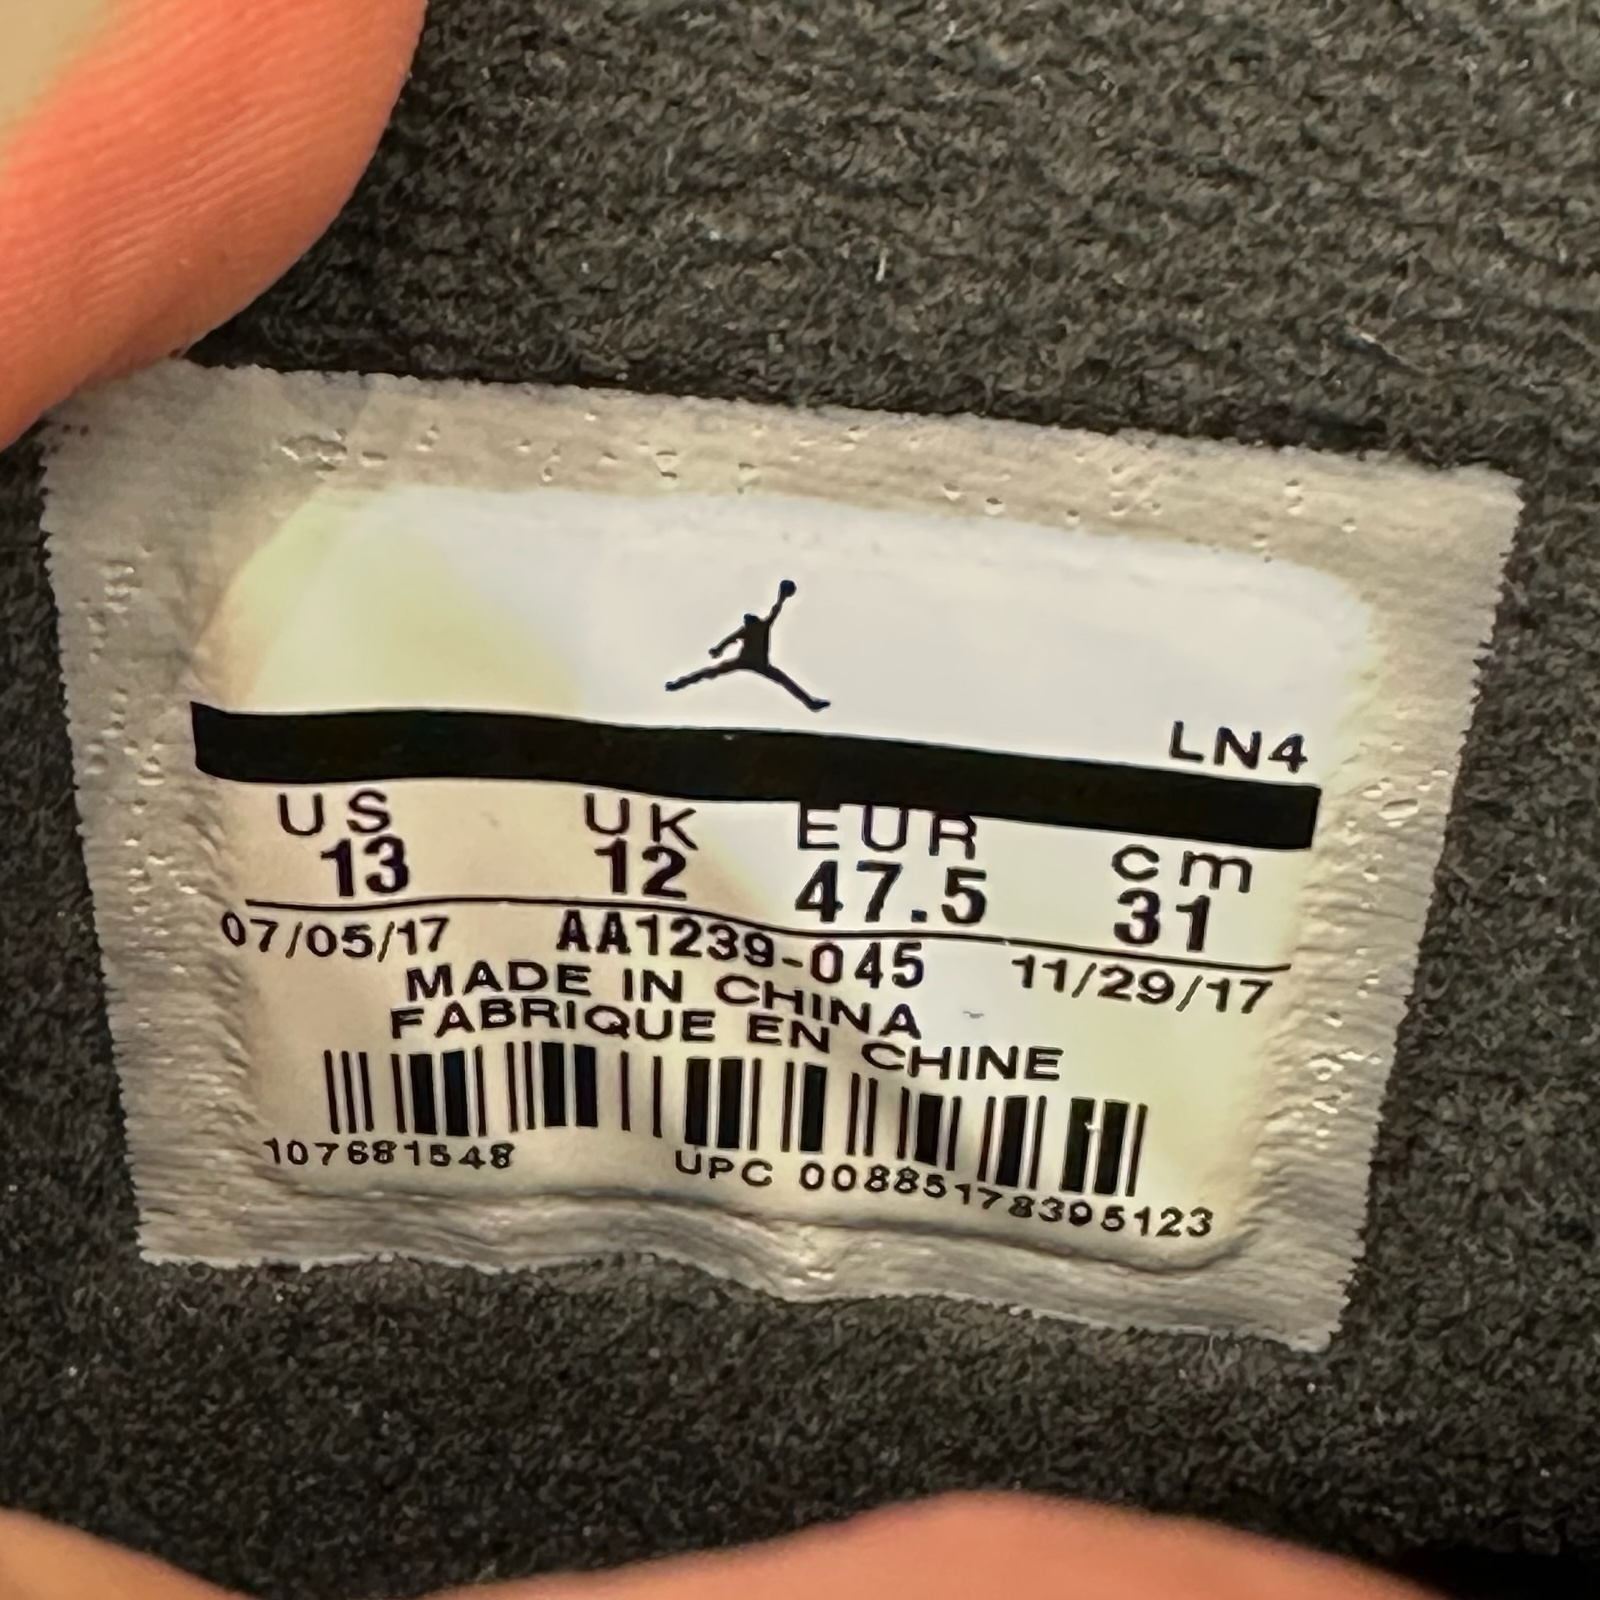 LN4
US UK EUR cm
13 12 47.5 31
07/05/17 AA1239-045 11/29/17
MADE IN CHINA
FABRIQUE EN CHINE
107681548 UPC 00885178395123